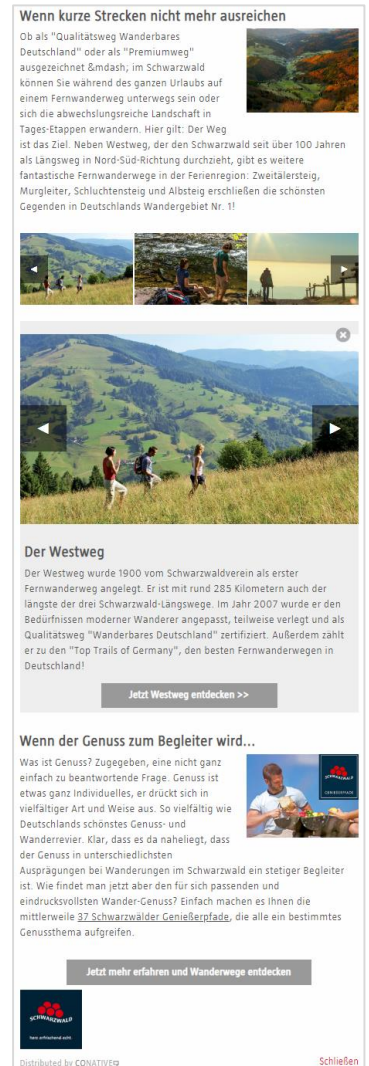 Wenn kurze Strecken nicht mehr ausreichen
Ob als "Qualitätsweg Wanderbares
Deutschland" oder als "Premiumweg"
ausgezeichnet &mdash; im Schwarzwald
können Sie während des ganzen Urlaubs auf
einem Fernwanderweg unterwegs sein oder
sich die abwechslungsreiche Landschaft in
Tages-Etappen erwandern. Hier gilt: Der Weg
ist das Ziel. Neben Westweg, der den Schwarzwald seit über 100 Jahren
als Längsweg in Nord-Süd-Richtung durchzieht, gibt es weitere
fantastische Fernwanderwege in der Ferienregion: Zweitälersteig,
Murgleiter, Schluchtensteig und Albsteig erschließen die schönsten
Gegenden in Deutschlands Wandergebiet Nr. 1!
Der Westweg
Der Westweg wurde 1900 vom Schwarzwaldverein als erster
Fernwanderweg angelegt. Er ist mit rund 285 Kilometern auch der
längste der drei Schwarzwald-Längswege. Im Jahr 2007 wurde er den
Bedürfnissen moderner Wanderer angepasst, teilweise verlegt und als
Qualitätsweg "Wanderbares Deutschland" zertifiziert. Außerdem zählt
er zu den "Top Trails of Germany", den besten Fernwanderwegen in
Deutschland!
Jetzt Westweg entdecken >>
Wenn der Genuss zum Begleiter wird...
Was ist Genuss? Zugegeben, eine nicht ganz
einfach zu beantwortende Frage. Genuss ist
etwas ganz Individuelles, er drückt sich in
vielfältiger Art und Weise aus. So vielfältig wie
Deutschlands schönstes Genuss- und
Wanderrevier. Klar, dass es da naheliegt, dass
der Genuss in unterschiedlichsten
Ausprägungen bei Wanderungen im Schwarzwald ein stetiger Begleiter
ist. Wie findet man jetzt aber den für sich passenden und
eindrucksvollsten Wander-Genuss? Einfach machen es Ihnen die
mittlerweile 37 Schwarzwälder Genießerpfade, die alle ein bestimmtes
Genussthema aufgreifen.
SCHWARZWALD
GENIESSERPFADE
Jetzt mehr erfahren und Wanderwege entdecken
SCHWARZWALD
herz erfrischend echt.
Distributed by CONATIVE
Schließen